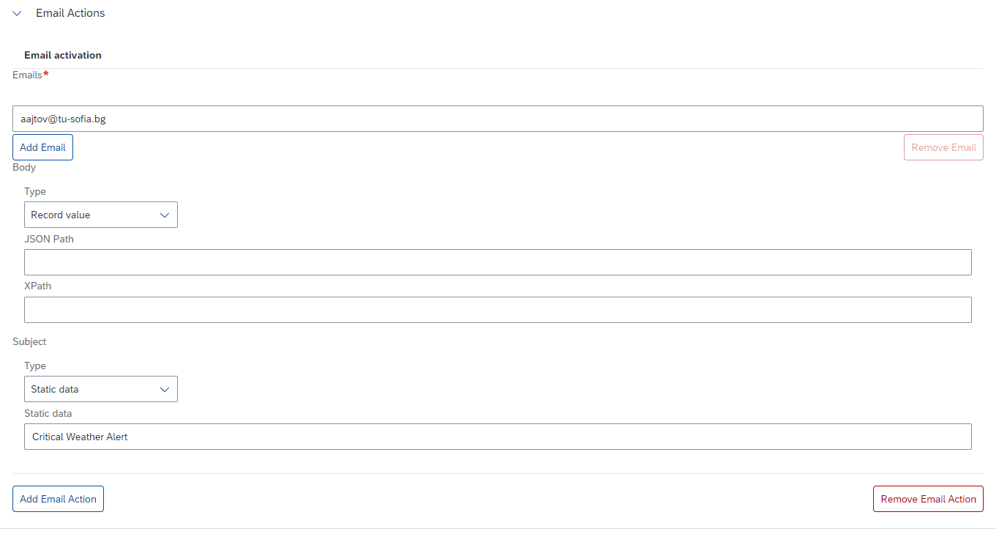 Email Actions
Email activation
Emails*
aajtov@tu-sofia.bg
Add Email
Remove Email
Body
Type
Record value
JSON Path
XPath
Subject
Type
Static data
Static data
Critical Weather Alert
Add Email Action
Remove Email Action